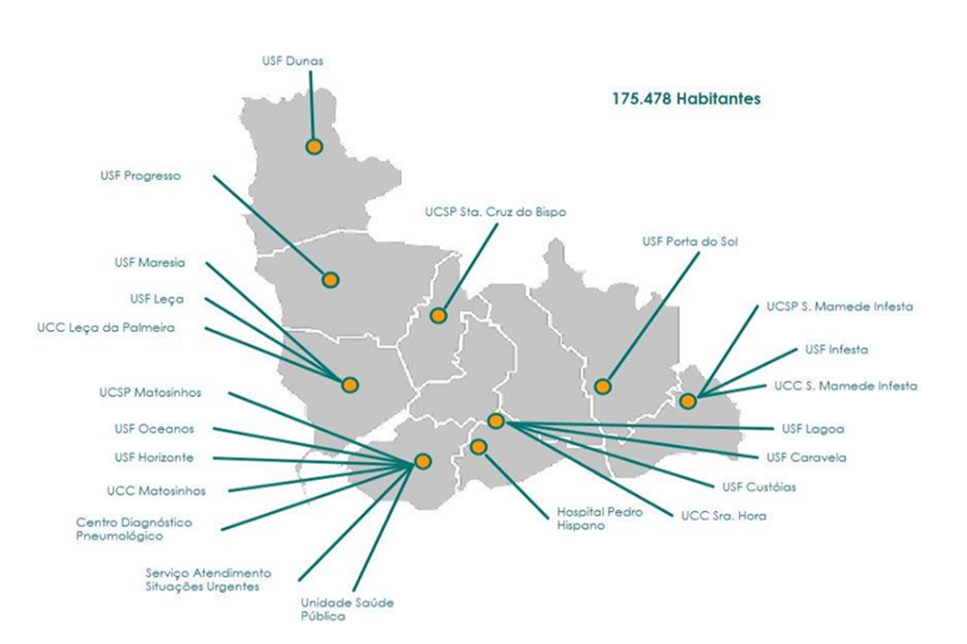 USF Dunas
175.478 Habitantes
USF Progresso
UCSP Sta. Cruz do Bispo
USF Porta do Sol
USF Maresia
USF Leça
UCC Leça da Palmeira
UCSP S. Mamede Infesta
USF Infesta
UCC S. Mamede Infesta
UCSP Matosinhos
USF Oceanos
USF Horizonte
UCC Matosinhos
Centro Diagnóstico
Pneumológico
Serviço Atendimento
Situações Urgentes
Unidade Saúde
Pública
USF Lagoa
USF Caravela
USF Custóias
UCC Sra. Hora
Hospital Pedro
Hispano